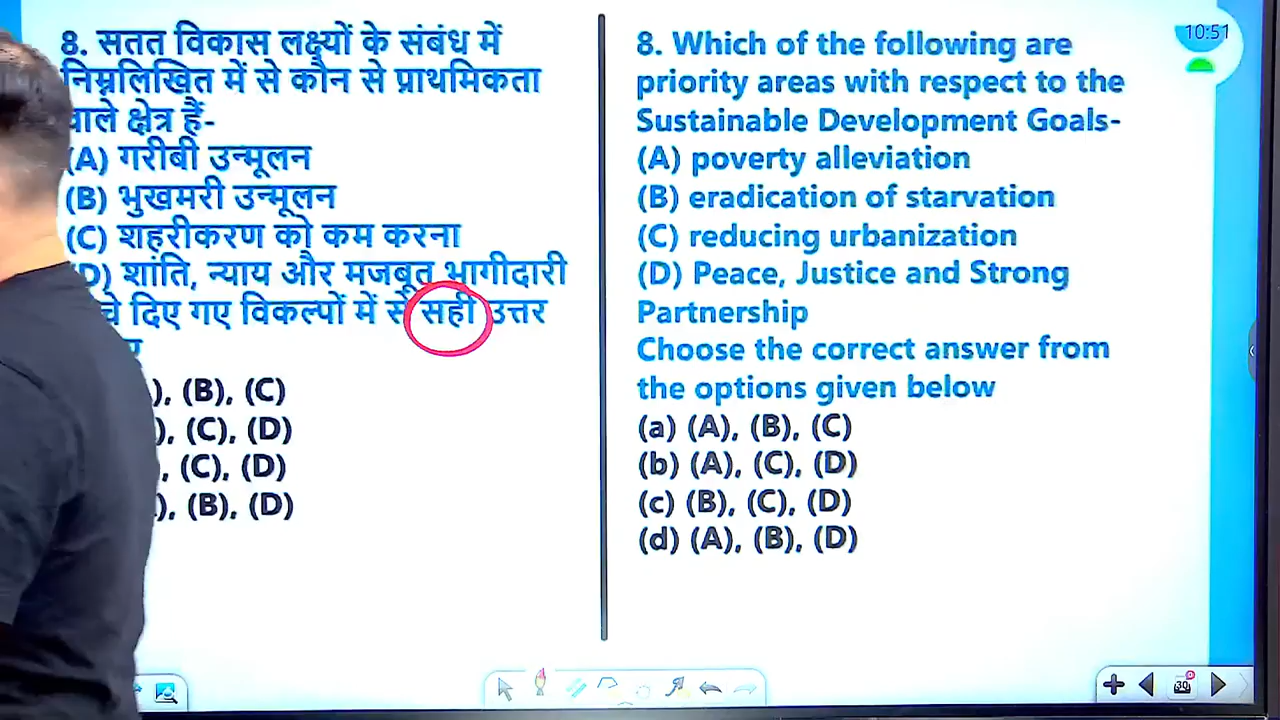 8. सतत विकास लक्ष्यों के संबंध में
निम्नलिखित में से कौन से प्राथमिकता
वाले क्षेत्र हैं-
(A) गरीबी उन्मूलन
(B) भुखमरी उन्मूलन
(C) शहरीकरण को कम करना
D) शांति, न्याय और मजबूत भागीदारी
दिए गए विकल्पों में से सही उत्तर
), (B), (C)
), (C), (D)
, (C), (D)
), (B), (D)
8. Which of the following are
priority areas with respect to the
Sustainable Development Goals-
(A) poverty alleviation
(B) eradication of starvation
(C) reducing urbanization
(D) Peace, Justice and Strong
Partnership
Choose the correct answer from
the options given below
(a) (A), (B), (C)
(b) (A), (C), (D)
(c) (B), (C), (D)
(d) (A), (B), (D)
10:51
30